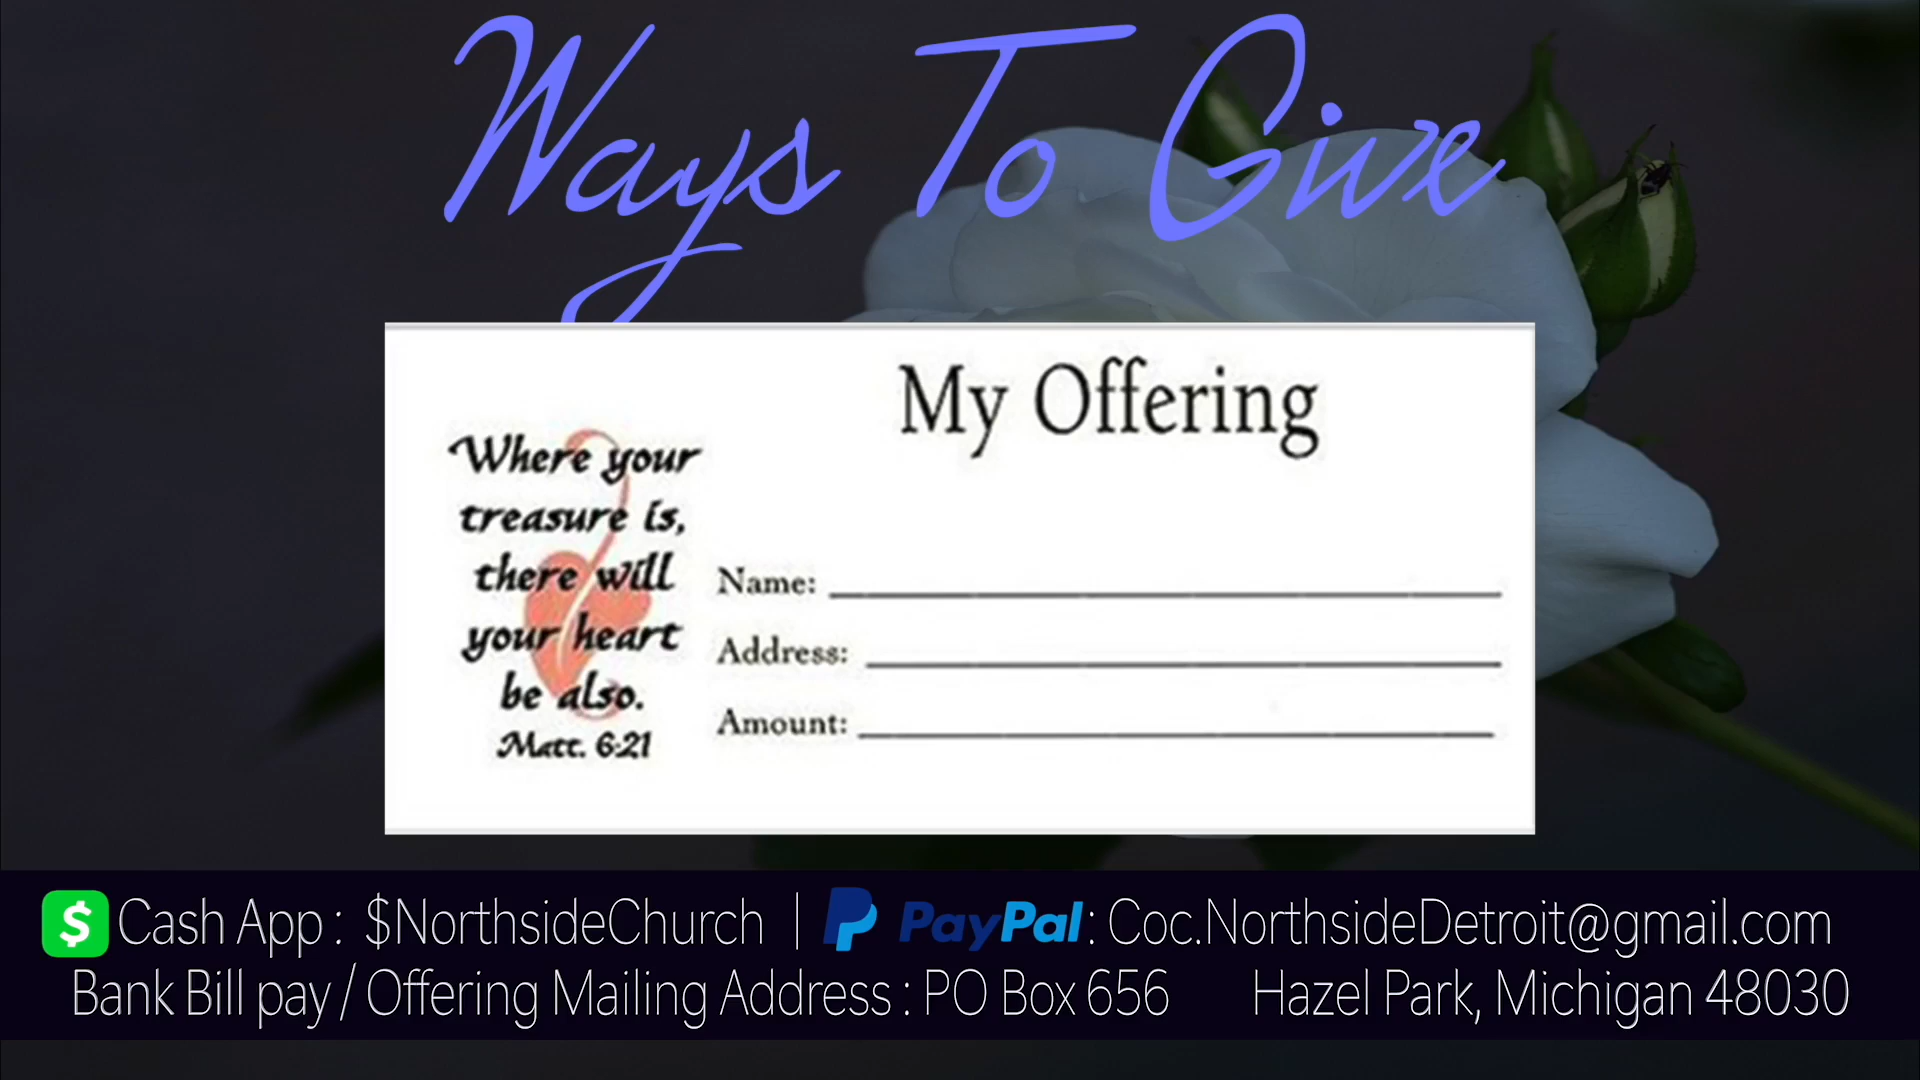 Ways To Give
My Offering
Where your
treasure is,
there will
your heart
be also.
Matt. 6:21
Name:
Address:
Amount:
$ Cash App : $NorthsideChurch | P PayPal : Coc.NorthsideDetroit@gmail.com
Bank Bill pay / Offering Mailing Address : PO Box 656 Hazel Park, Michigan 48030